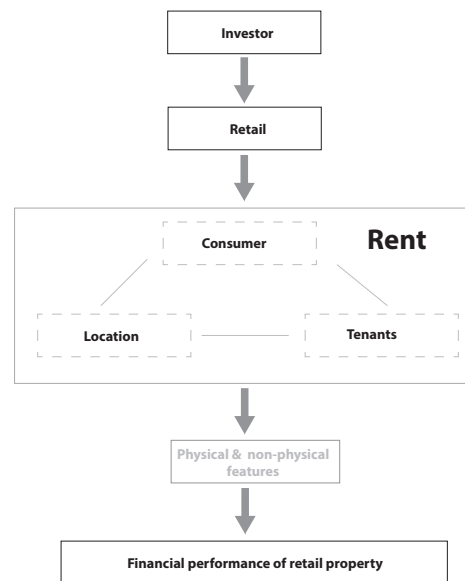 Investor
Retail
Rent
Consumer
Location
Tenants
Physical & non-physical
features
Financial performance of retail property